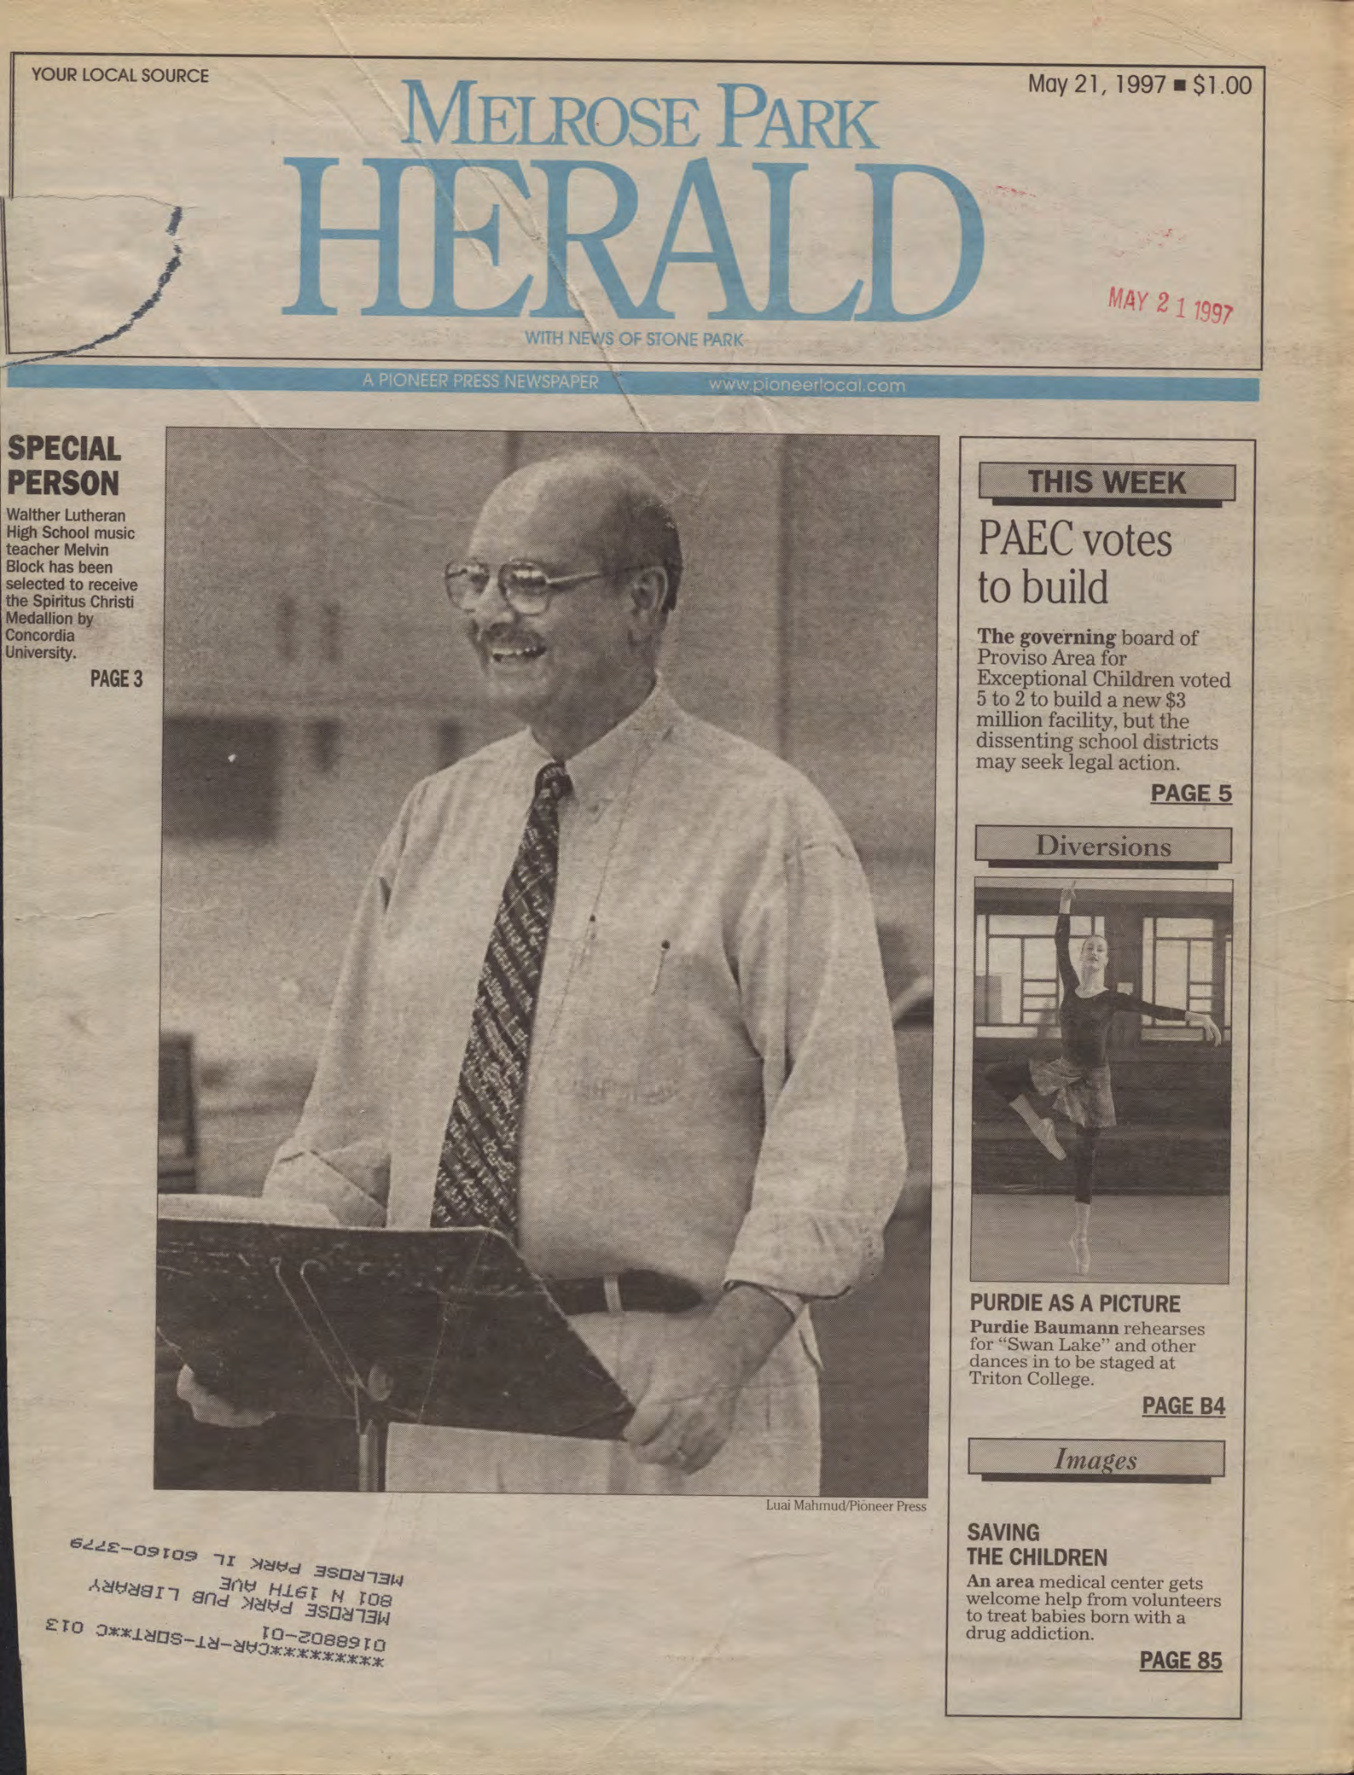 YOUR LOCAL SOURCE
May 21, 1997 ■ $1.00
MELROSE PARK
HERALD
MAY 21 1997
WITH NEWS OF STONE PARK
A PIONEER PRESS NEWSPAPER www.pioneerlocal.com
SPECIAL
PERSON
Walther Lutheran
High School music
teacher Melvin
Block has been
selected to receive
the Spiritus Christi
Medallion by
Concordia
University.
PAGE 3
Luai Mahmud/Pioneer Press
THIS WEEK
PAEC votes
to build
The governing board of
Proviso Area for
Exceptional Children voted
5 to 2 to build a new $3
million facility, but the
dissenting school districts
may seek legal action.
PAGE 5
Diversions
PURDIE AS A PICTURE
Purdie Baumann rehearses
for “Swan Lake” and other
dances in to be staged at
Triton College.
PAGE B4
Images
SAVING
THE CHILDREN
An area medical center gets
welcome help from volunteers
to treat babies born with a
drug addiction.
PAGE 85
**********CAR-RT-SORT**C 013
0168802-01
MELROSE PARK PUB LIBRARY
801 N 19TH AVE
MELROSE PARK IL 60160-3779